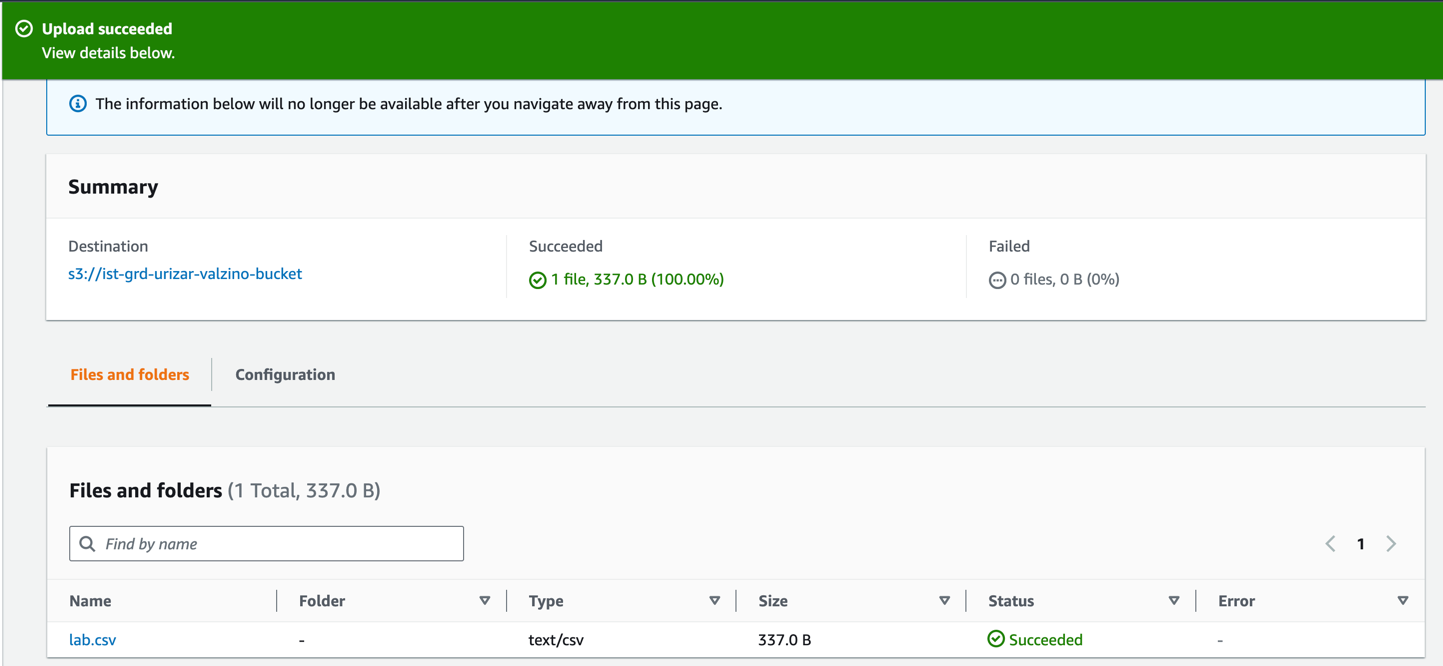 Upload succeeded
View details below.
The information below will no longer be available after you navigate away from this page.
Summary
Destination
s3://ist-grd-urizar-valzino-bucket
Succeeded
1 file, 337.0 B (100.00%)
Failed
0 files, 0 B (0%)
Files and folders
Configuration
Files and folders (1 Total, 337.0 B)
Find by name
1
Name Folder Type Size Status Error
lab.csv - text/csv 337.0 B Succeeded -